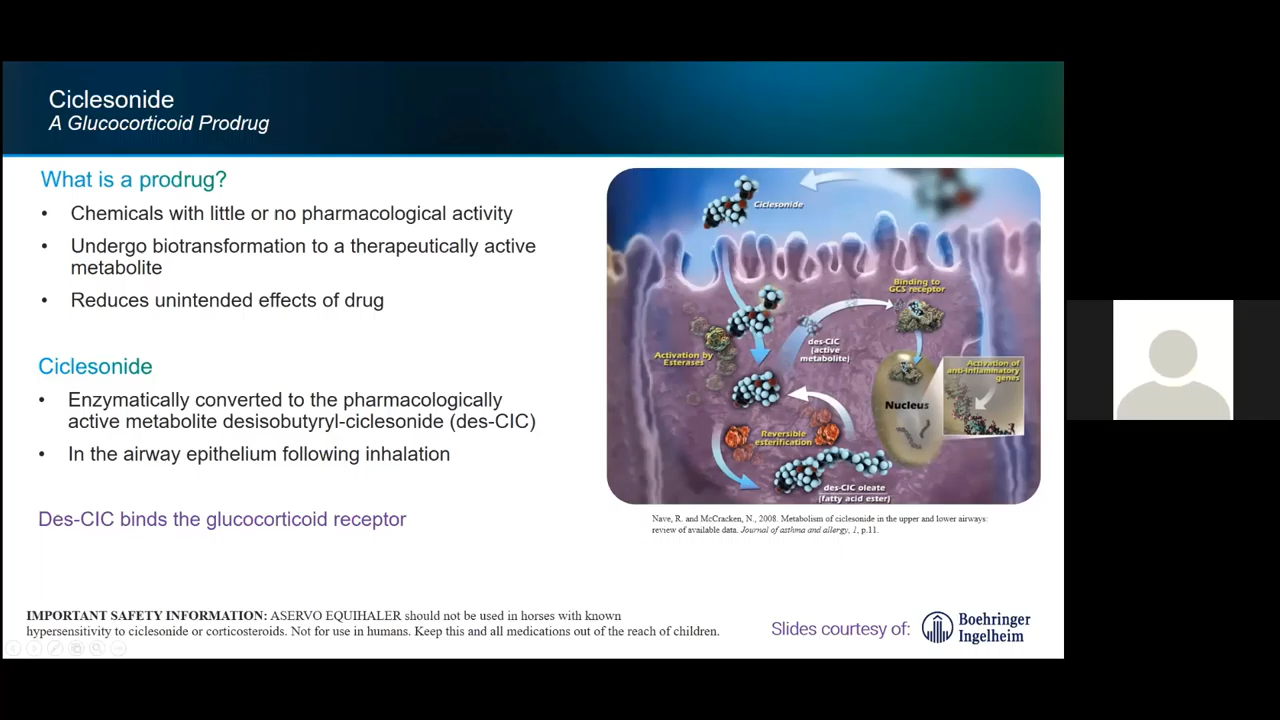 Ciclesonide
A Glucocorticoid Prodrug
What is a prodrug?
• Chemicals with little or no pharmacological activity
• Undergo biotransformation to a therapeutically active
metabolite
• Reduces unintended effects of drug
Ciclesonide
• Enzymatically converted to the pharmacologically
active metabolite desisobutyryl-ciclesonide (des-CIC)
• In the airway epithelium following inhalation
Des-CIC binds the glucocorticoid receptor
Ciclesonide
Binding to
GCS receptor
des-CIC
(active
metabolite)
Activation by
Esterases
Activation of
anti-inflammatory
genes
Nucleus
Reversible
esterification
des-CIC oleate
(fatty acid ester)
Nave, R. and McCracken, N., 2008. Metabolism of ciclesonide in the upper and lower airways:
review of available data. Journal of asthma and allergy, 1, p.11.
IMPORTANT SAFETY INFORMATION: ASERVO EQUIHALER should not be used in horses with known
hypersensitivity to ciclesonide or corticosteroids. Not for use in humans. Keep this and all medications out of the reach of children.
Slides courtesy of:
Boehringer
Ingelheim